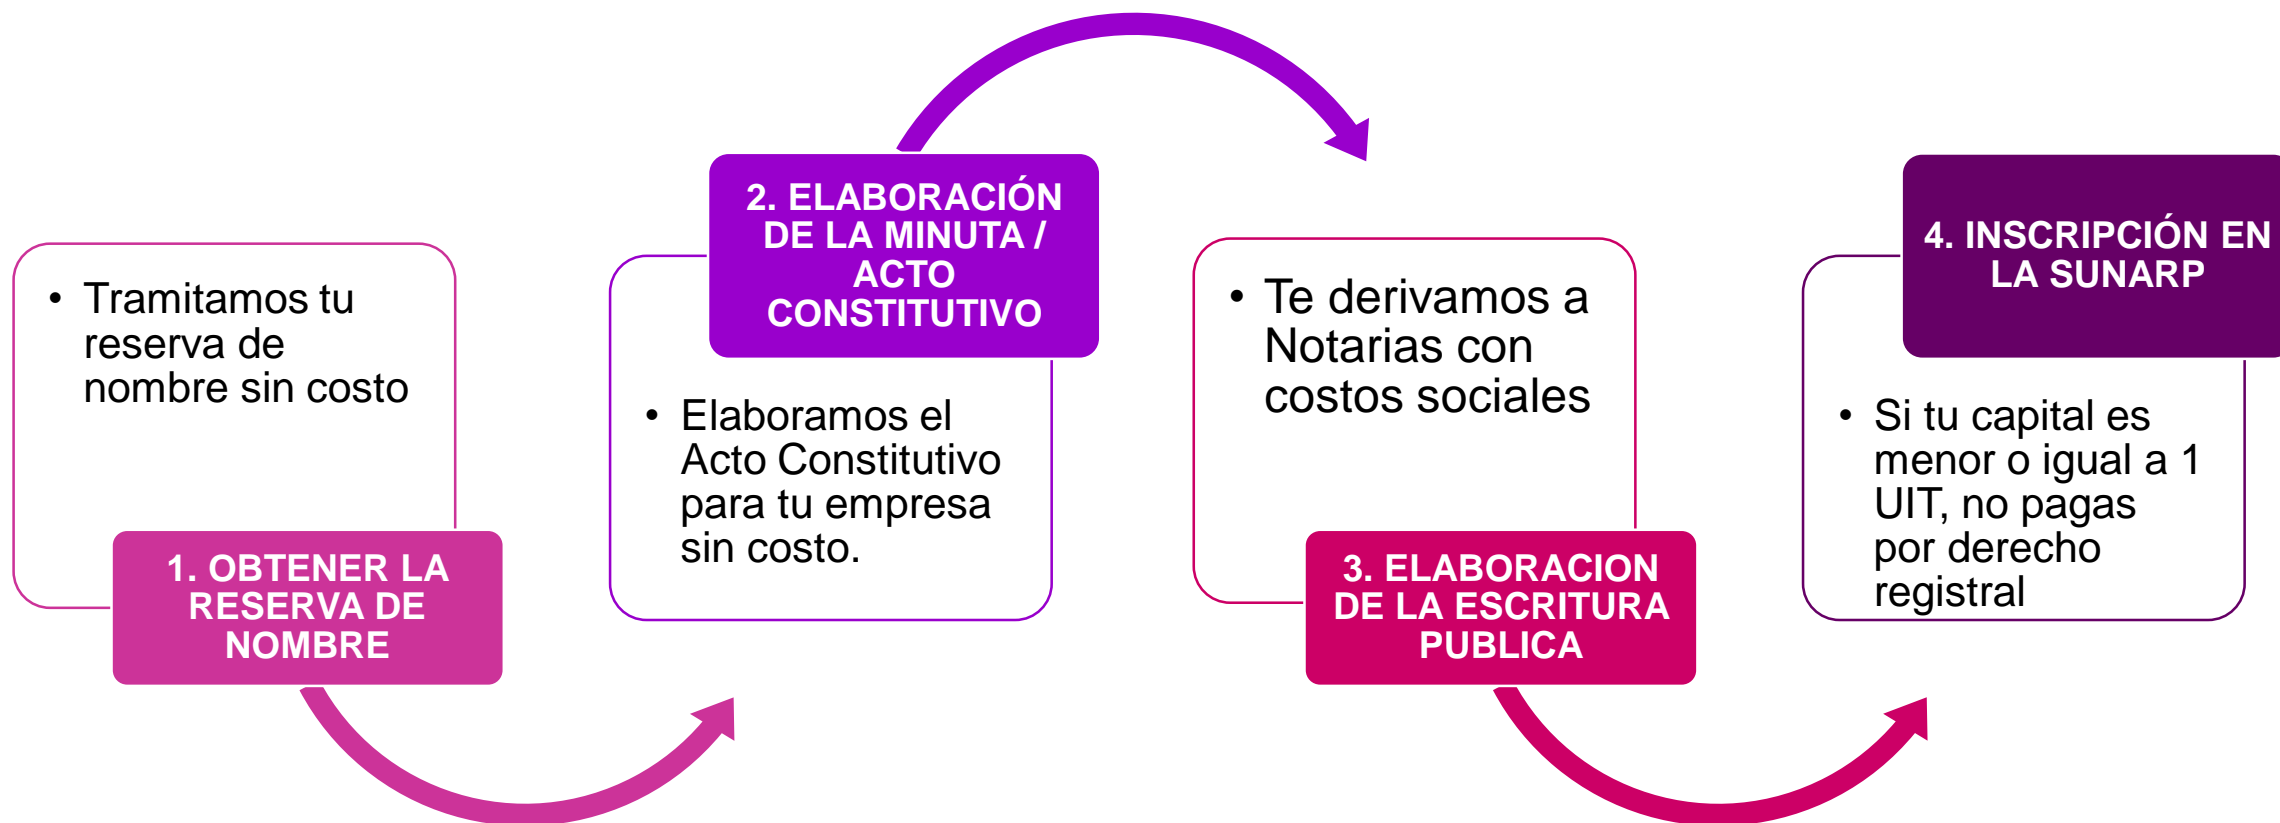 • Tramitamos tu
reserva de
nombre sin costo
1. OBTENER LA
RESERVA DE
NOMBRE
2. ELABORACIÓN
DE LA MINUTA /
ACTO
CONSTITUTIVO
• Elaboramos el
Acto Constitutivo
para tu empresa
sin costo.
• Te derivamos a
Notarias con
costos sociales
3. ELABORACION
DE LA ESCRITURA
PUBLICA
4. INSCRIPCIÓN EN
LA SUNARP
• Si tu capital es
menor o igual a 1
UIT, no pagas
por derecho
registral